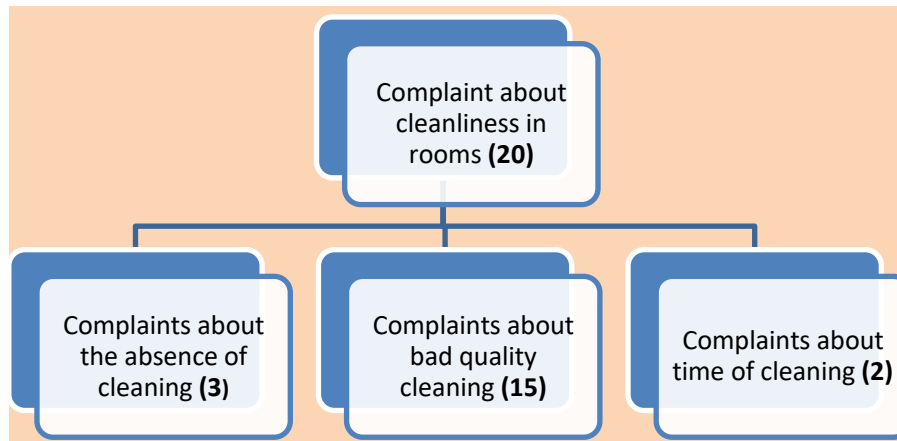 Complaint about
cleanliness in
rooms (20)
Complaints about
the absence of
cleaning (3)
Complaints about
bad quality
cleaning (15)
Complaints about
time of cleaning (2)